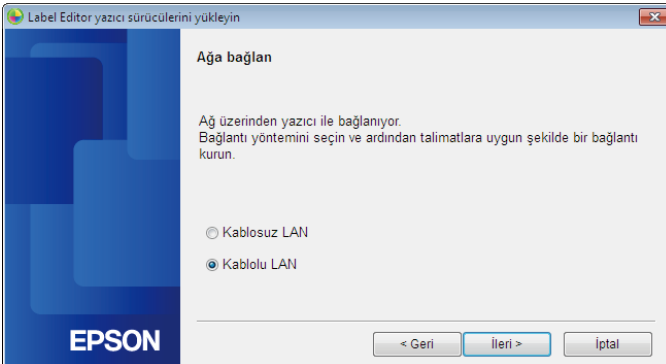 Label Editor yazıcı sürücülerini yükleyin
Ağa bağlan
Ağ üzerinden yazıcı ile bağlanıyor.
Bağlantı yöntemini seçin ve ardından talimatlara uygun şekilde bir bağlantı
kurun.
Kablosuz LAN
Kablolu LAN
EPSON
< Geri
İleri >
İptal